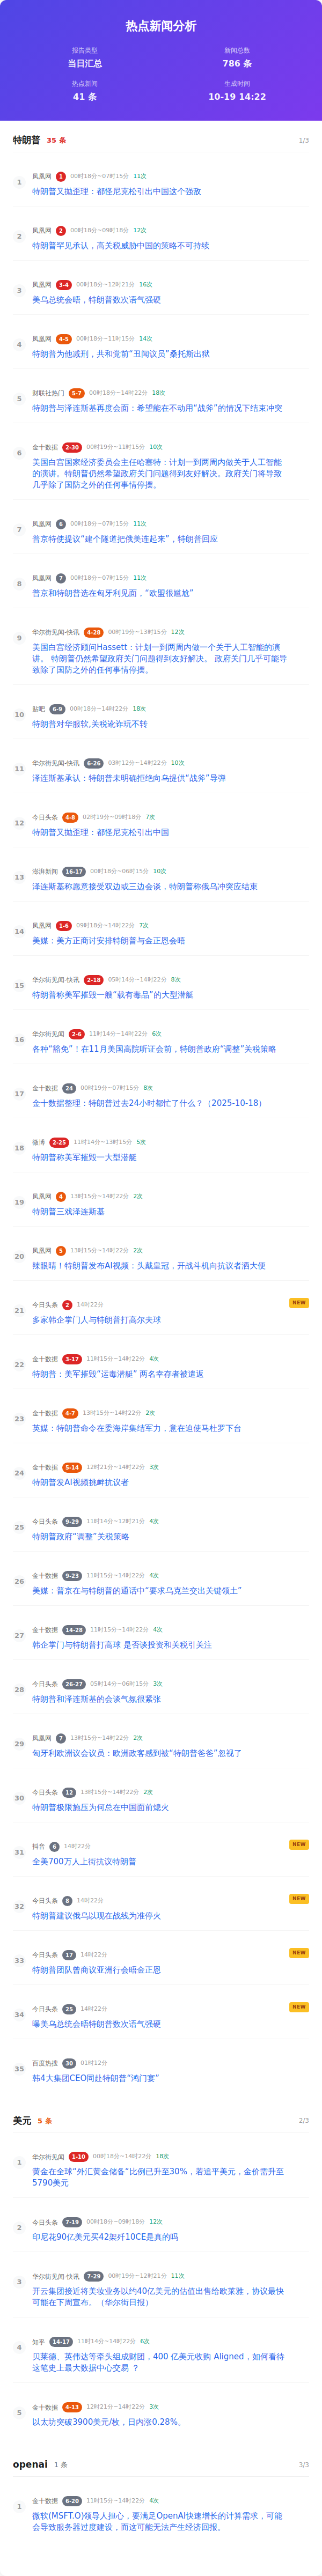 热点新闻分析
报告类型
新闻总数
当日汇总
786 条
热点新闻
生成时间
41 条
10-19 14:22
特朗普 35 条 1/3
1 凤凰网 1 00时18分~07时15分 11次
特朗普又抛歪理：都怪尼克松引出中国这个强敌
2 凤凰网 2 00时18分~09时18分 12次
特朗普罕见承认，高关税威胁中国的策略不可持续
3 凤凰网 3-4 00时18分~12时21分 16次
美乌总统会晤，特朗普数次语气强硬
4 凤凰网 4-5 00时18分~11时15分 14次
特朗普为他减刑，共和党前“丑闻议员”桑托斯出狱
5 财联社热门 5-7 00时18分~14时22分 18次
特朗普与泽连斯基再度会面：希望能在不动用“战斧”的情况下结束冲突
6 金十数据 2-30 00时19分~11时15分 10次
美国白宫国家经济委员会主任哈塞特：计划一到两周内做关于人工智能
的演讲。特朗普仍然希望政府关门问题得到友好解决。政府关门将导致
几乎除了国防之外的任何事情停摆。
7 凤凰网 6 00时18分~07时15分 11次
普京特使提议“建个隧道把俄美连起来”，特朗普回应
8 凤凰网 7 00时18分~07时15分 11次
普京和特朗普选在匈牙利见面，“欧盟很尴尬”
9 华尔街见闻-快讯 4-28 00时19分~13时15分 12次
美国白宫经济顾问Hassett：计划一到两周内做一个关于人工智能的演
讲。 特朗普仍然希望政府关门问题得到友好解决。 政府关门几乎可能导
致除了国防之外的任何事情停摆。
10 贴吧 6-9 00时18分~14时22分 18次
特朗普对华服软,关税讹诈玩不转
11 华尔街见闻-快讯 6-26 03时12分~14时22分 10次
泽连斯基承认：特朗普未明确拒绝向乌提供“战斧”导弹
12 今日头条 4-8 02时19分~09时18分 7次
特朗普又抛歪理：都怪尼克松引出中国
13 澎湃新闻 16-17 00时18分~06时15分 10次
泽连斯基称愿意接受双边或三边会谈，特朗普称俄乌冲突应结束
14 凤凰网 1-6 09时18分~14时22分 7次
美媒：美方正商讨安排特朗普与金正恩会晤
15 华尔街见闻-快讯 2-18 05时14分~14时22分 8次
特朗普称美军摧毁一艘“载有毒品”的大型潜艇
16 华尔街见闻 2-6 11时14分~14时22分 6次
各种“豁免”！在11月美国高院听证会前，特朗普政府“调整”关税策略
17 金十数据 24 00时19分~07时15分 8次
金十数据整理：特朗普过去24小时都忙了什么？（2025-10-18）
18 微博 2-25 11时14分~13时15分 5次
特朗普称美军摧毁一大型潜艇
19 凤凰网 4 13时15分~14时22分 2次
特朗普三戏泽连斯基
20 凤凰网 5 13时15分~14时22分 2次
辣眼睛！特朗普发布AI视频：头戴皇冠，开战斗机向抗议者洒大便
21 今日头条 2 14时22分 NEW
多家韩企掌门人与特朗普打高尔夫球
22 金十数据 3-17 11时15分~14时22分 4次
特朗普：美军摧毁“运毒潜艇” 两名幸存者被遣返
23 金十数据 4-7 13时15分~14时22分 2次
英媒：特朗普命令在委海岸集结军力，意在迫使马杜罗下台
24 金十数据 5-14 12时21分~14时22分 3次
特朗普发AI视频挑衅抗议者
25 今日头条 9-29 11时14分~12时21分 4次
特朗普政府“调整”关税策略
26 金十数据 9-23 11时15分~14时22分 4次
美媒：普京在与特朗普的通话中“要求乌克兰交出关键领土”
27 金十数据 14-28 11时15分~14时22分 4次
韩企掌门与特朗普打高球 是否谈投资和关税引关注
28 今日头条 26-27 05时14分~06时15分 3次
特朗普和泽连斯基的会谈气氛很紧张
29 凤凰网 7 13时15分~14时22分 2次
匈牙利欧洲议会议员：欧洲政客感到被“特朗普爸爸”忽视了
30 今日头条 12 13时15分~14时22分 2次
特朗普极限施压为何总在中国面前熄火
31 抖音 6 14时22分 NEW
全美700万人上街抗议特朗普
32 今日头条 8 14时22分 NEW
特朗普建议俄乌以现在战线为准停火
33 今日头条 17 14时22分 NEW
特朗普团队曾商议亚洲行会晤金正恩
34 今日头条 25 14时22分 NEW
曝美乌总统会晤特朗普数次语气强硬
35 百度热搜 30 01时12分
韩4大集团CEO同赴特朗普“鸿门宴”
美元 5 条 2/3
1 华尔街见闻 1-10 00时18分~14时22分 18次
黄金在全球“外汇黄金储备”比例已升至30%，若追平美元，金价需升至
5790美元
2 今日头条 7-19 00时18分~09时18分 12次
印尼花90亿美元买42架歼10CE是真的吗
3 华尔街见闻-快讯 7-29 00时19分~12时21分 11次
开云集团接近将美妆业务以约40亿美元的估值出售给欧莱雅，协议最快
可能在下周宣布。（华尔街日报）
4 知乎 14-17 11时14分~14时22分 6次
贝莱德、英伟达等牵头组成财团，400 亿美元收购 Aligned，如何看待
这笔史上最大数据中心交易 ？
5 金十数据 4-13 12时21分~14时22分 3次
以太坊突破3900美元/枚，日内涨0.28%。
openai 1 条 3/3
1 金十数据 6-20 11时15分~14时22分 4次
微软(MSFT.O)领导人担心，要满足OpenAI快速增长的计算需求，可能
会导致服务器过度建设，而这可能无法产生经济回报。